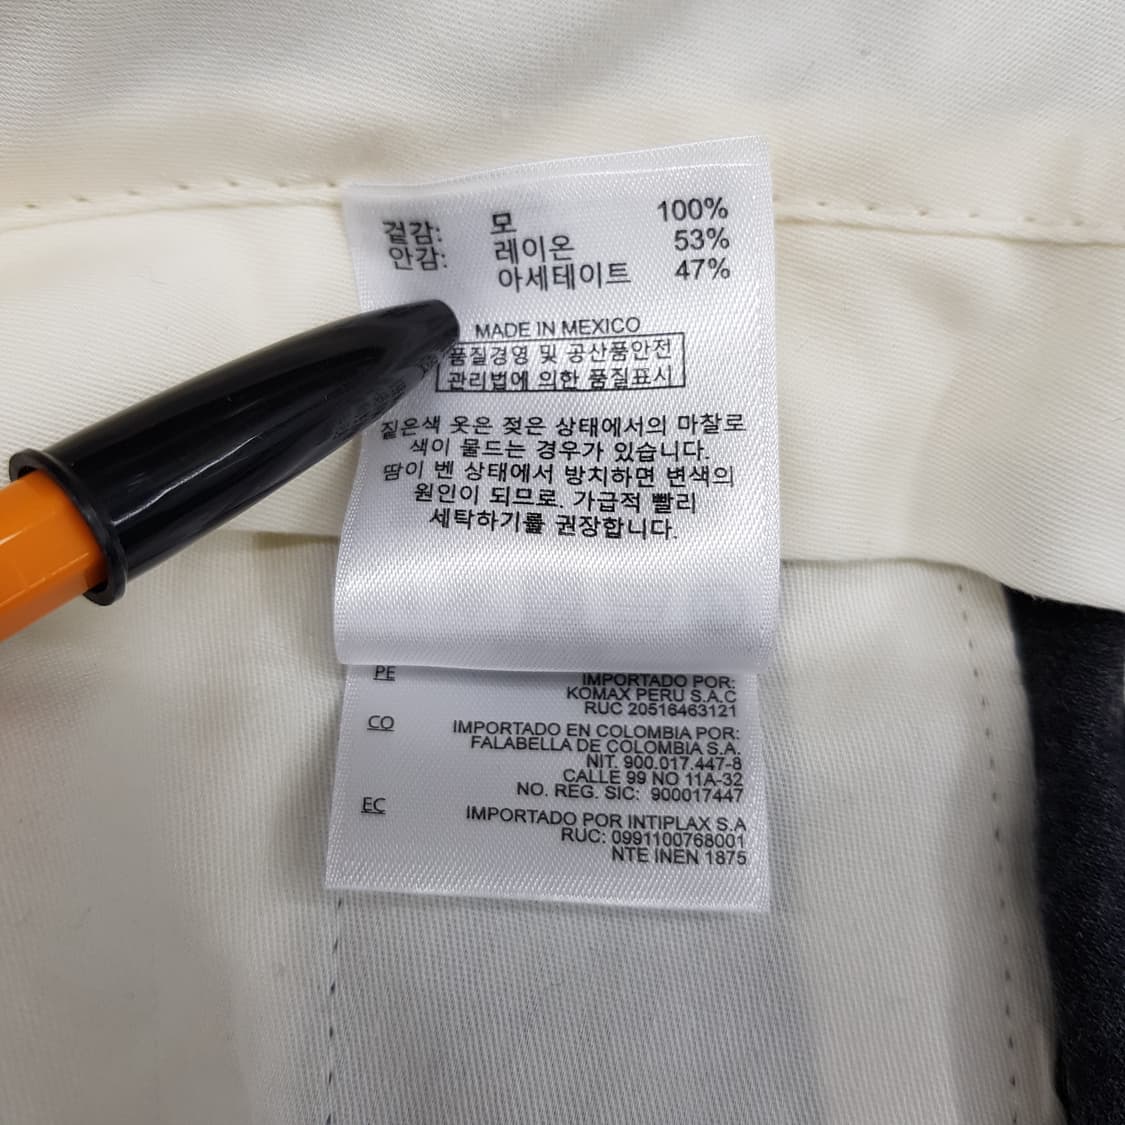 겉감: 모 100%
안감: 레이온 53%
아세테이트 47%
MADE IN MEXICO
품질경영 및 공산품안전
관리법에 의한 품질표시
짙은색 옷은 젖은 상태에서의 마찰로
색이 물드는 경우가 있습니다.
땀이 벤 상태에서 방치하면 변색의
원인이 되므로. 가급적 빨리
세탁하기를 권장합니다.
PE IMPORTADO POR:
KOMAX PERU S.A.C
RUC 20516463121
CO IMPORTADO EN COLOMBIA POR:
FALABELLA DE COLOMBIA S.A.
NIT. 900.017.447-8
CALLE 99 NO 11A-32
NO. REG. SIC: 900017447
EC IMPORTADO POR INTIPLAX S.A
RUC: 0991100768001
NTE INEN 1875